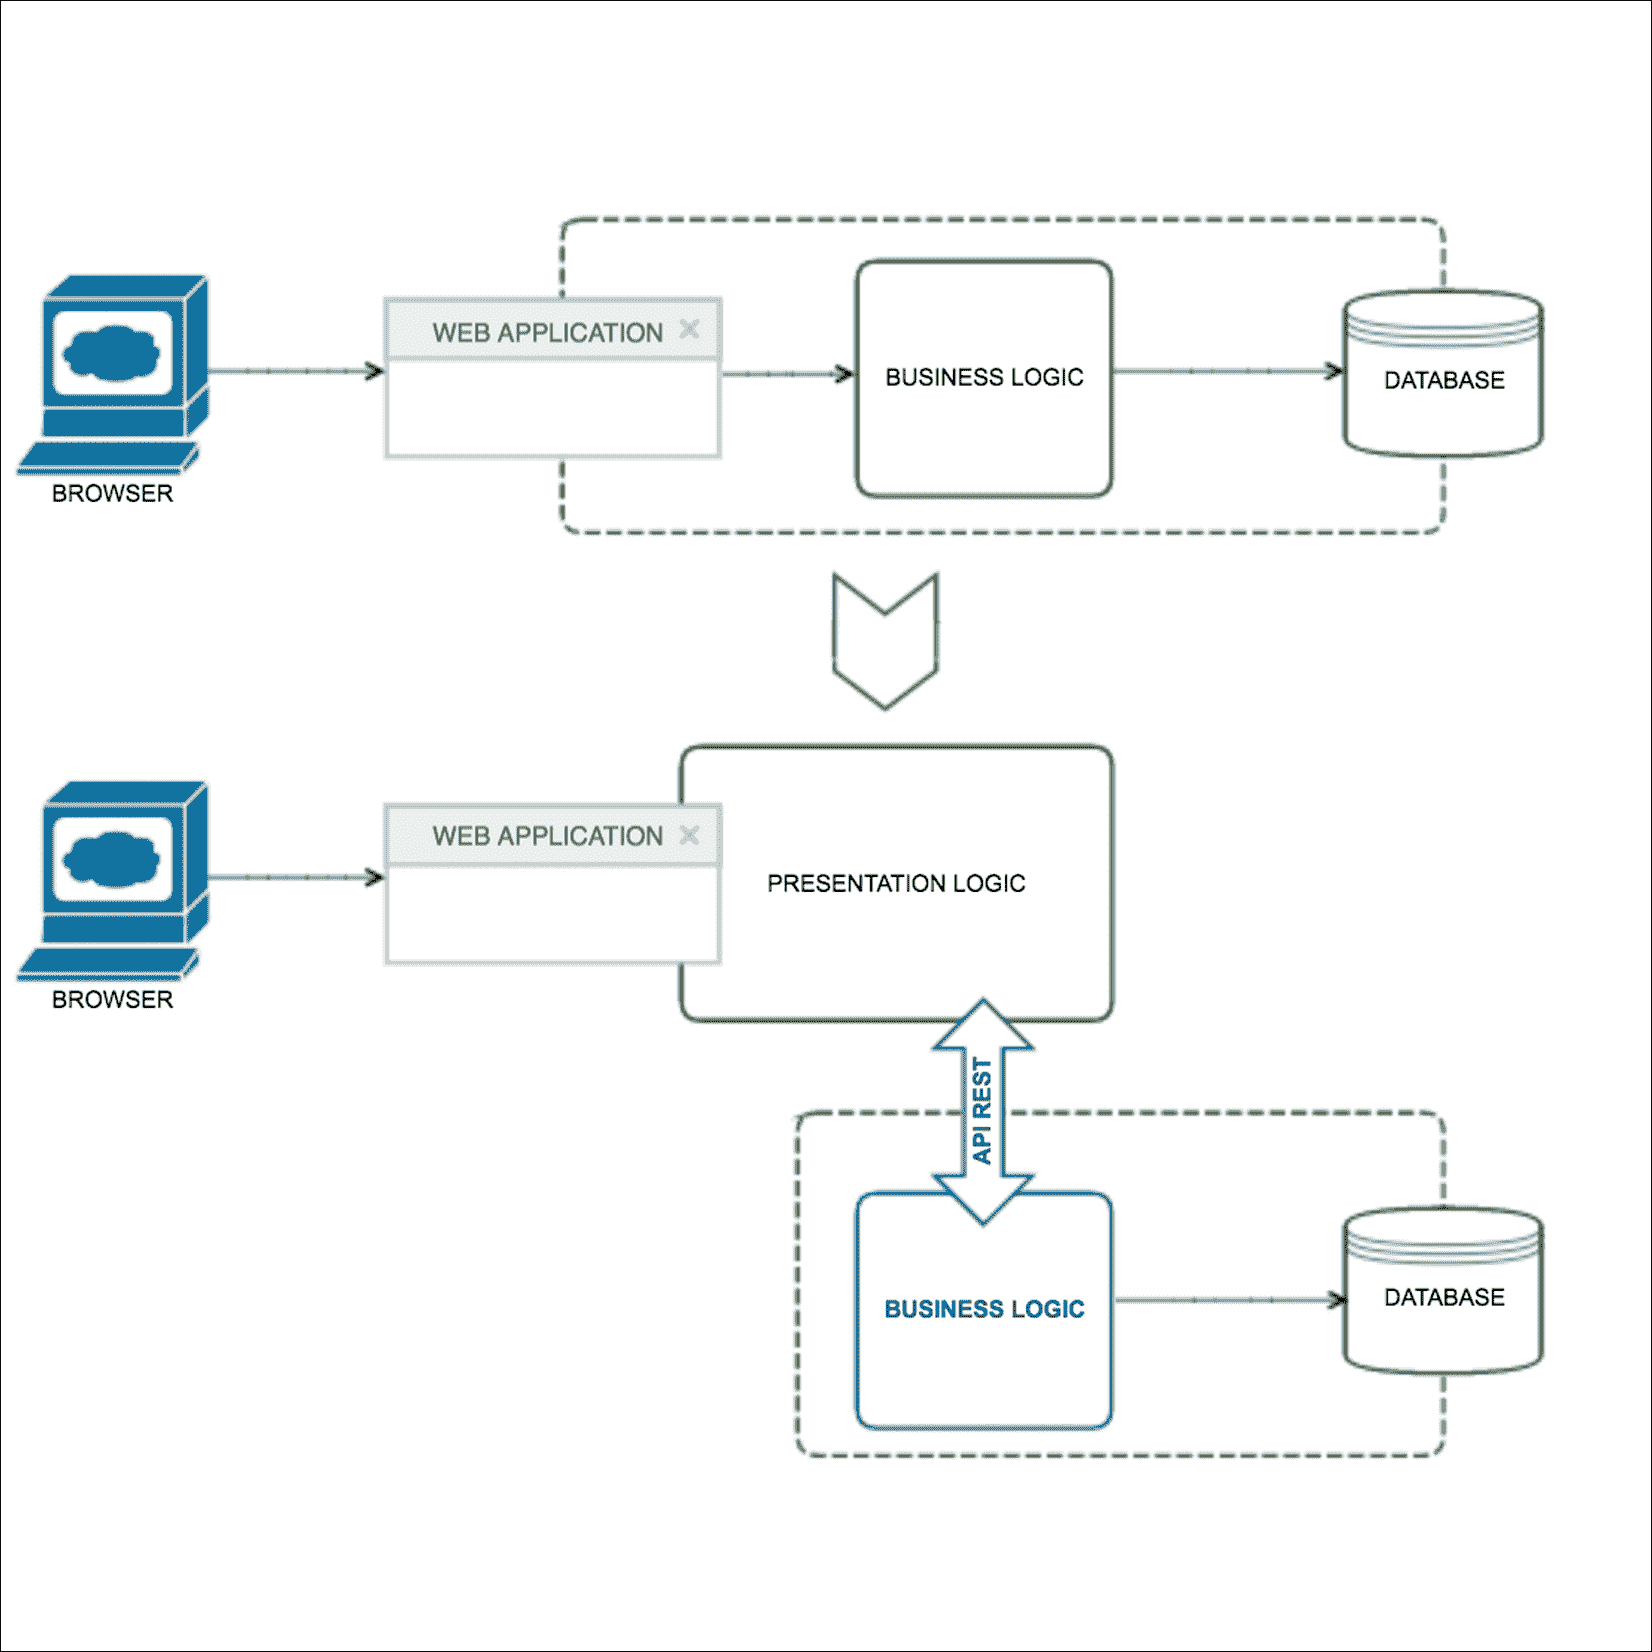 WEB APPLICATION
BUSINESS LOGIC
DATABASE
BROWSER
WEB APPLICATION
PRESENTATION LOGIC
BROWSER
API REST
BUSINESS LOGIC
DATABASE